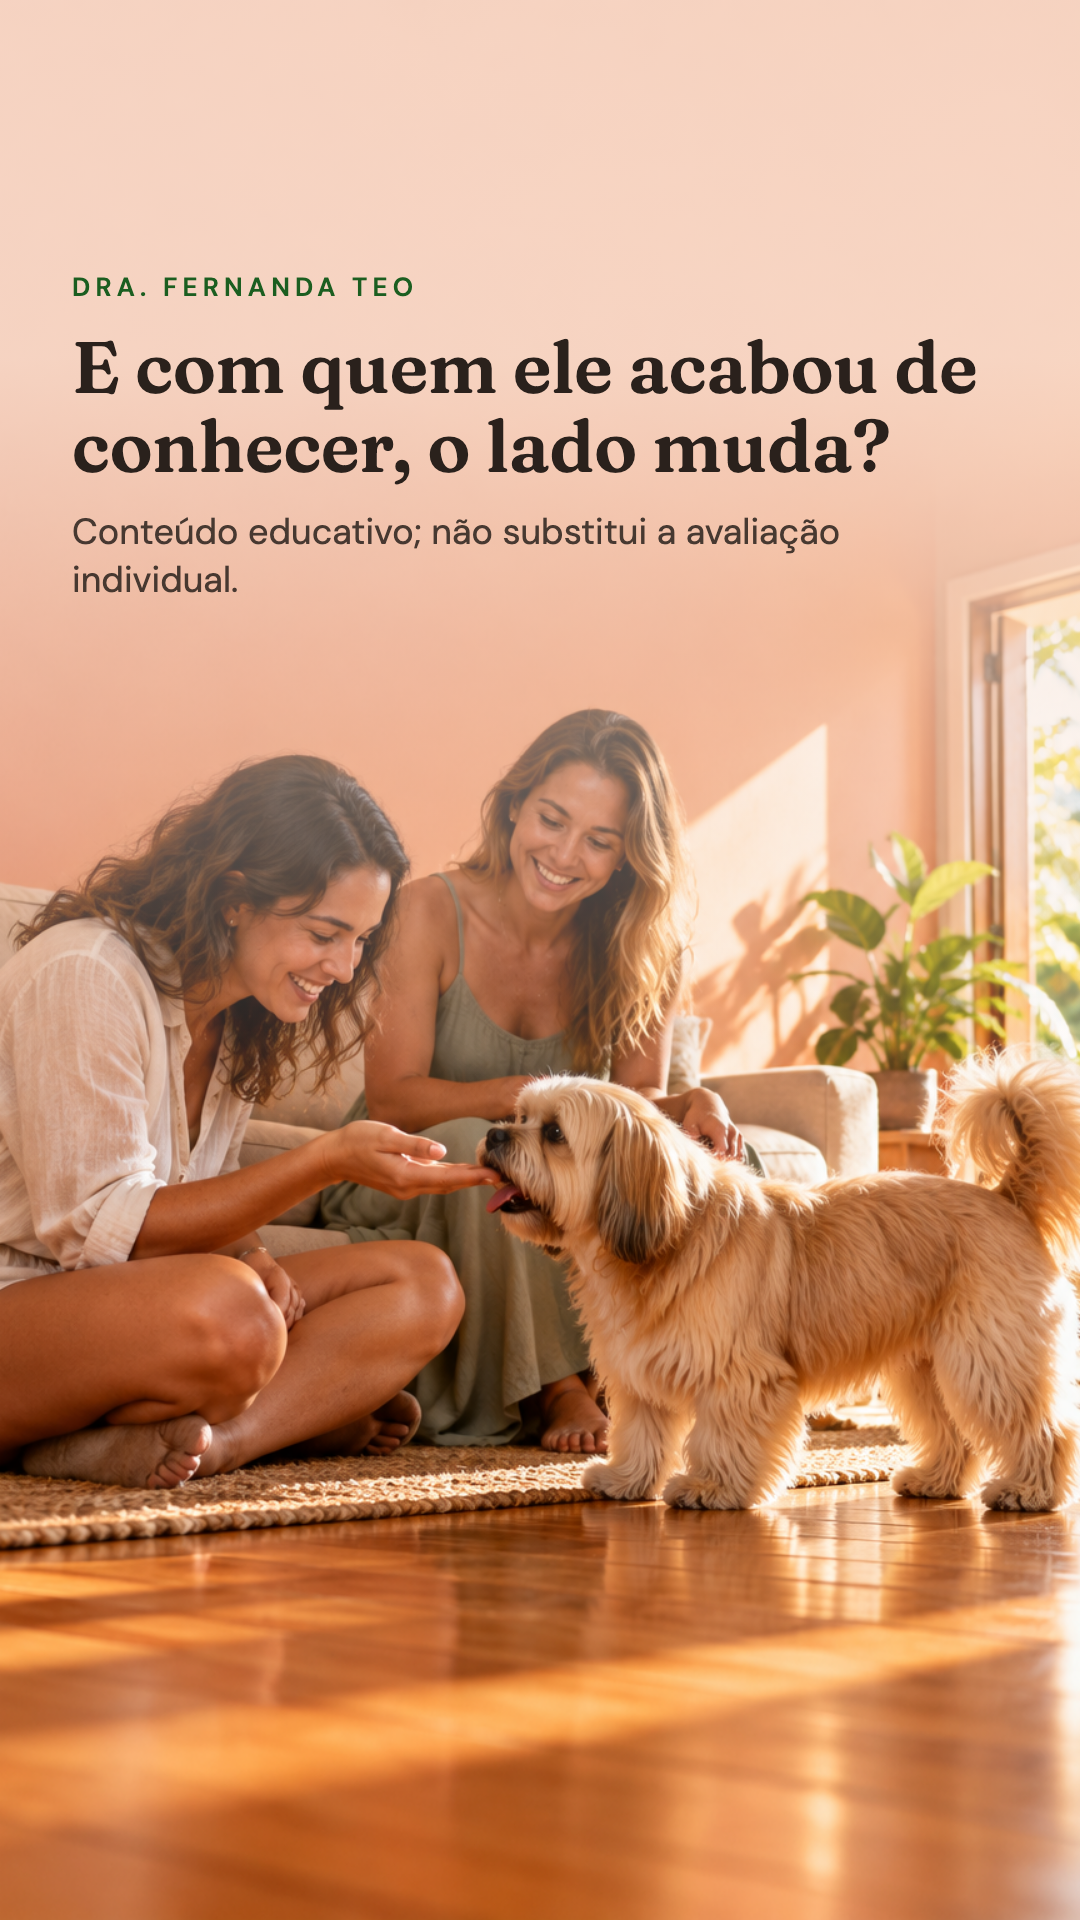 DRA. FERNANDA TEO
E com quem ele acabou de
conhecer, o lado muda?
Conteúdo educativo; não substitui a avaliação
individual.